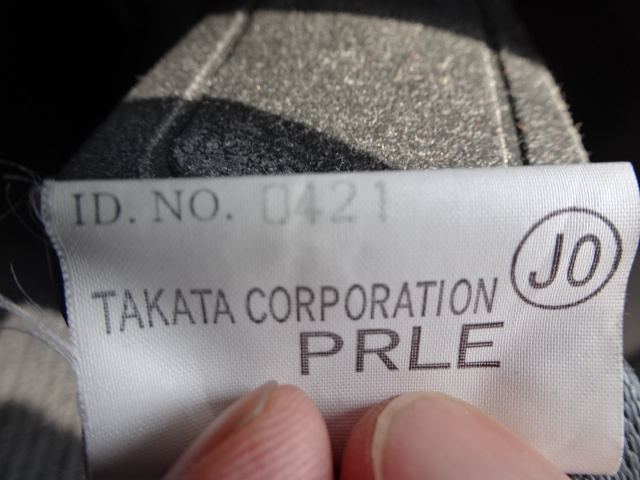 ID. NO. 0421
JO
TAKATA CORPORATION
PRLE